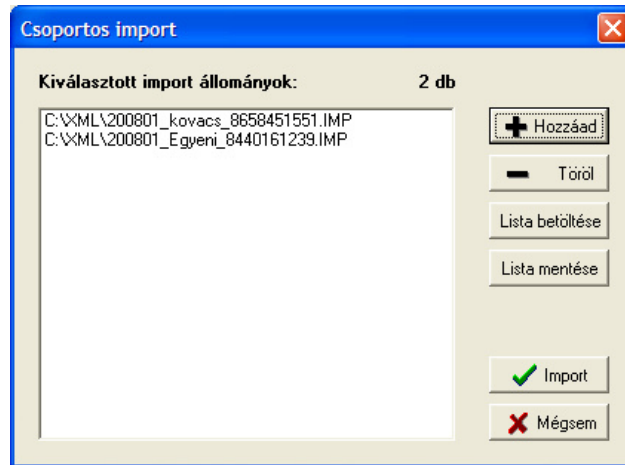 Csoportos import
Kiválasztott import állományok: 2 db
C:\XML\200801_kovacs_8658451551.IMP
C:\XML\200801_Egyeni_8440161239.IMP
Hozzáad
Töröl
Lista betöltése
Lista mentése
Import
Mégsem